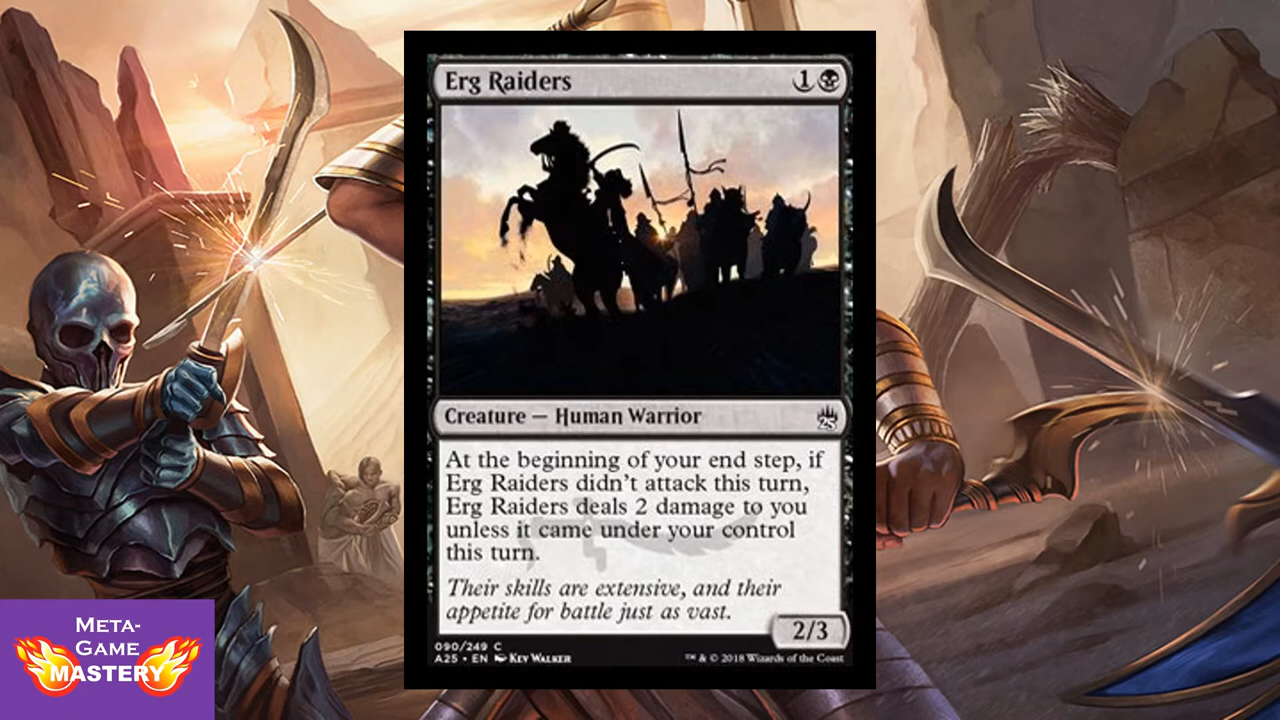 Erg Raiders 1
Creature — Human Warrior
25
At the beginning of your end step, if
Erg Raiders didn't attack this turn,
Erg Raiders deals 2 damage to you
unless it came under your control
this turn.
Their skills are extensive, and their
appetite for battle just as vast.
2/3
090/249 C
A25 • EN Kev Walker
™ & © 2018 Wizards of the Coast
Meta-
Game
MASTERY